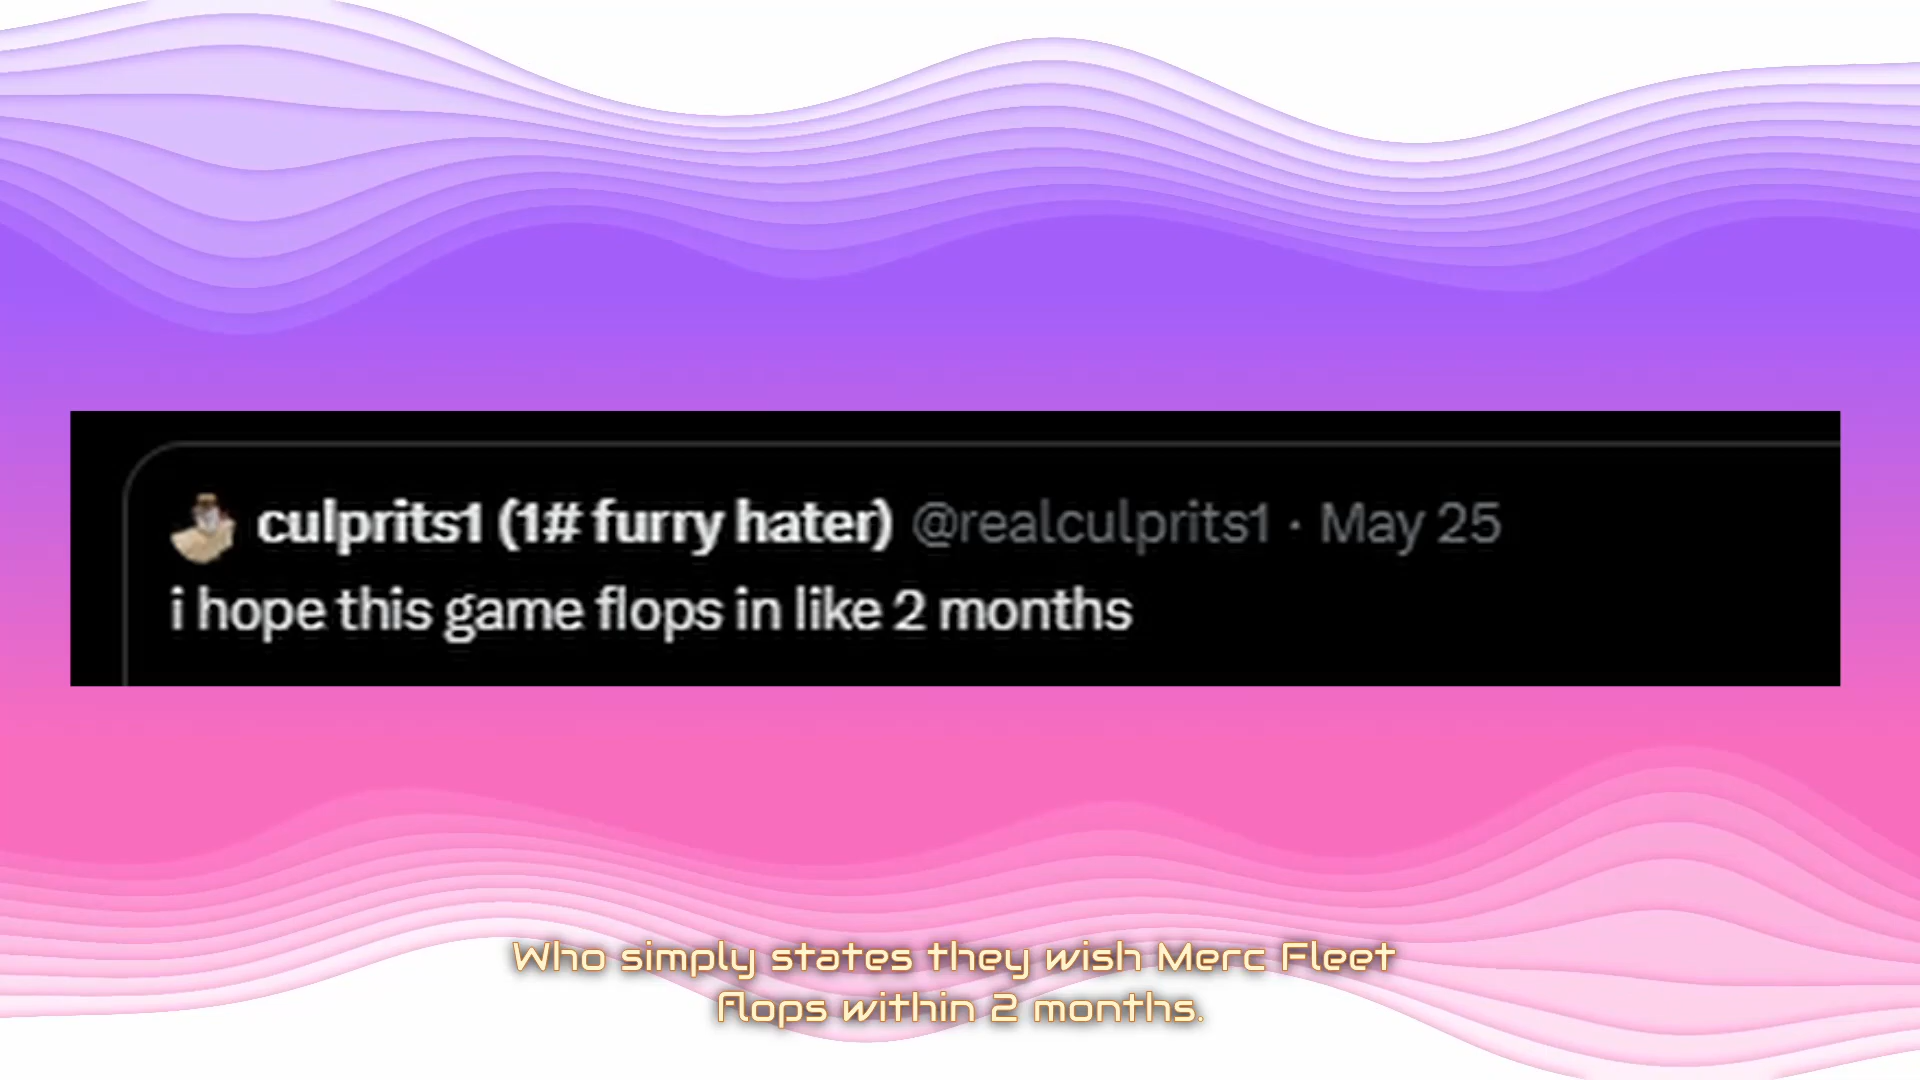 culprits1 (1# furry hater) @realculprits1 · May 25
i hope this game flops in like 2 months
Who simply states they wish Merc Fleet
flops within 2 months.